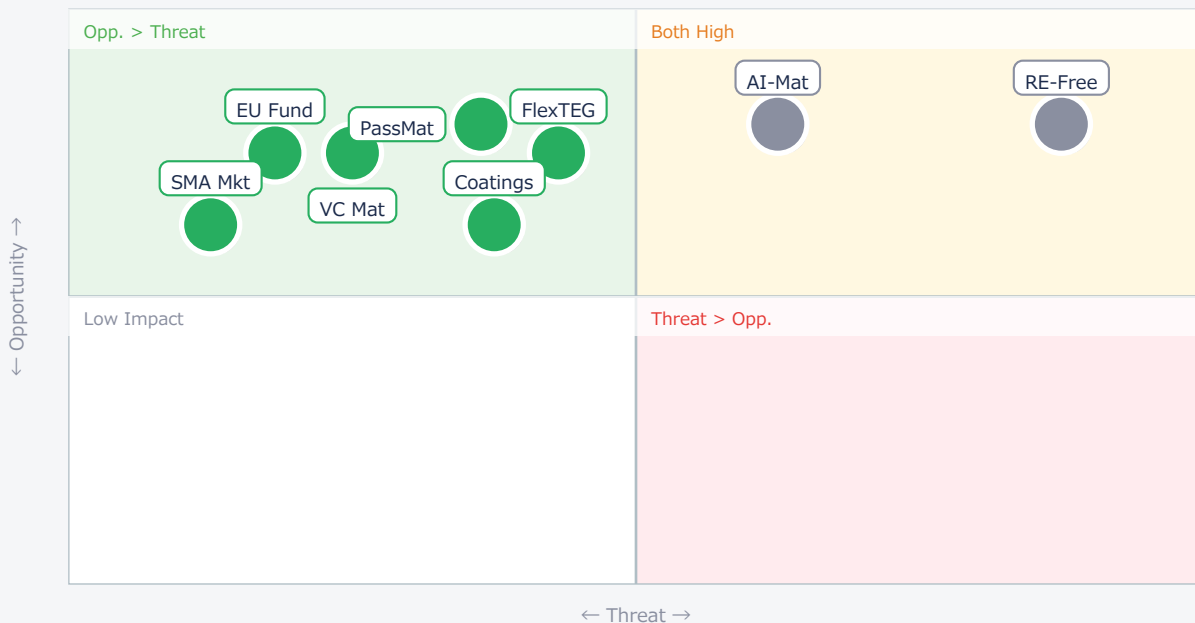 Opp. > Threat
Both High
AI-Mat
RE-Free
EU Fund
FlexTEG
PassMat
SMA Mkt
Coatings
VC Mat
← Opportunity →
Low Impact
Threat > Opp.
← Threat →